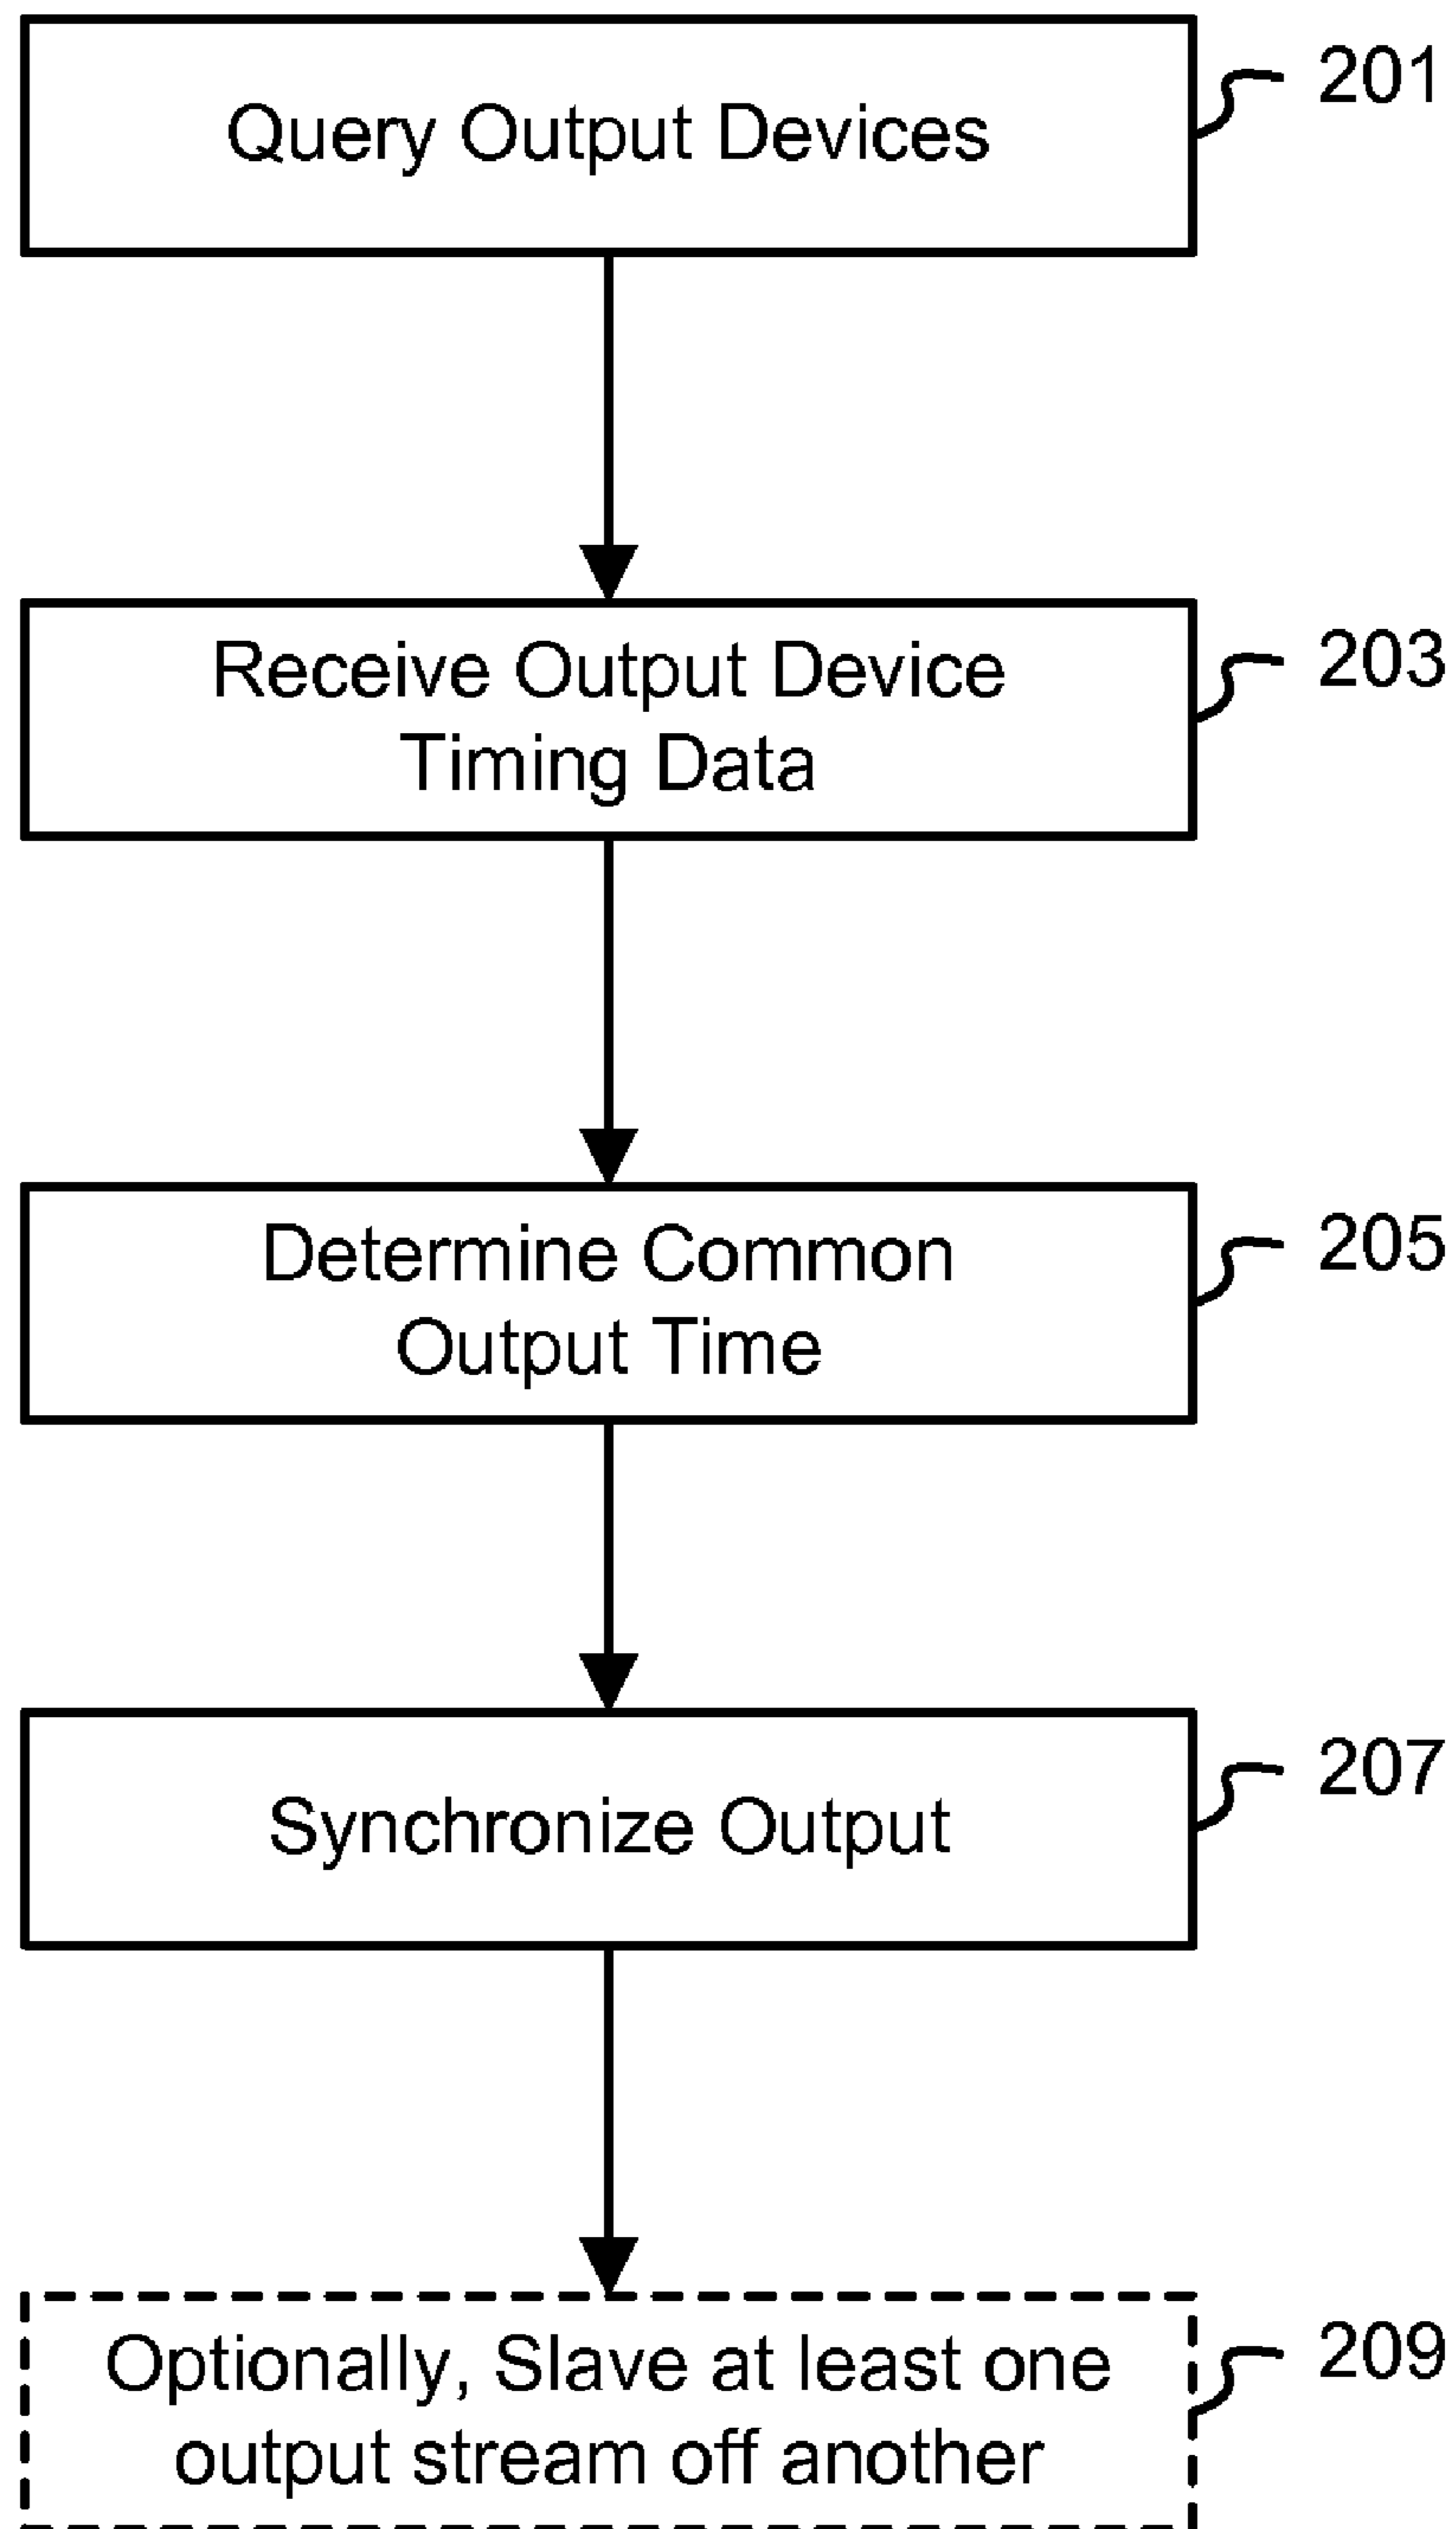 Query Output Devices
201
Receive Output Device
Timing Data
203
Determine Common
Output Time
205
Synchronize Output
207
Optionally, Slave at least one
output stream off another
209